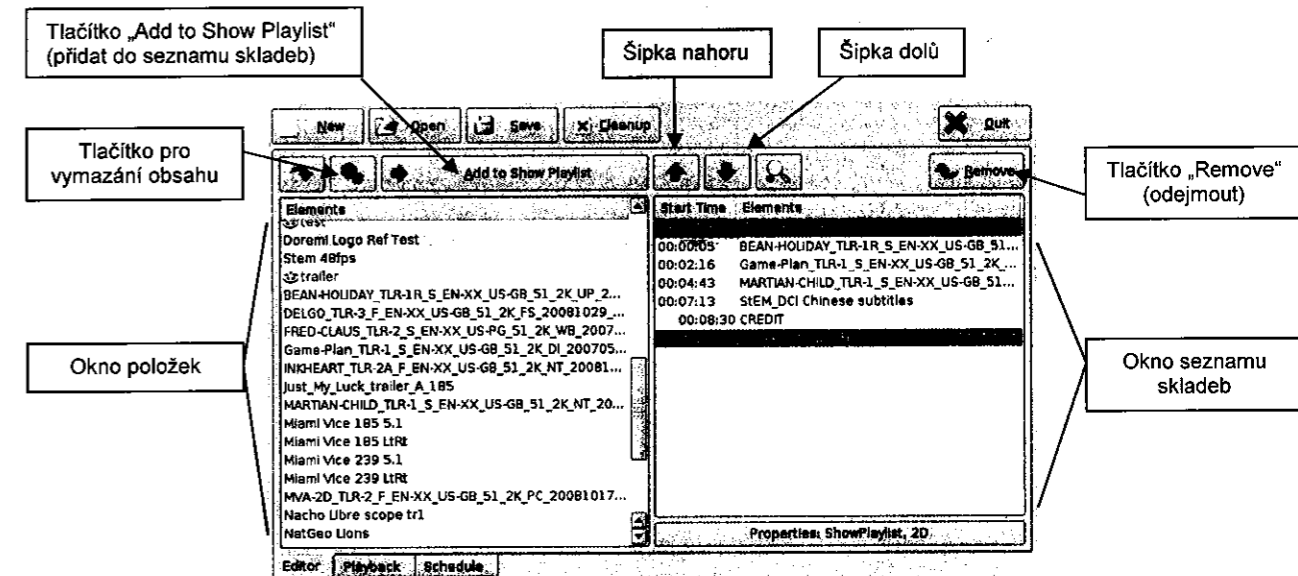 Tlačítko „Add to Show Playlist“
(přidat do seznamu skladeb)
Šipka nahoru
Šipka dolů
New
Open
Save
Cleanup
Quit
Tlačítko pro
vymazání obsahu
Add to Show Playlist
Remove
Tlačítko „Remove“
(odejmout)
Elements
test
Doremi Logo Ref Test
Stem 48fps
trailer
BEAN-HOLIDAY_TLR-1R_S_EN-XX_US-GB_51_2K_UP_2...
DELGO_TLR-3_F_EN-XX_US-GB_51_2K_FS_20081029_...
FRED-CLAUS_TLR-2_S_EN-XX_US-PG_51_2K_WB_2007...
Game-Plan_TLR-1_S_EN-XX_US-GB_51_2K_DI_200705...
INKHEART_TLR-2A_F_EN-XX_US-GB_51_2K_NT_20081...
Just_My_Luck_trailer_A_185
MARTIAN-CHILD_TLR-1_S_EN-XX_US-GB_51_2K_NT_20...
Miami Vice 185 5.1
Miami Vice 185 LtRt
Miami Vice 239 5.1
Miami Vice 239 LtRt
MVA-2D_TLR-2_F_EN-XX_US-GB_51_2K_PC_20081017...
Nacho Libre scope tr1
NatGeo Lions
Start Time Elements
00:00:05 BEAN-HOLIDAY_TLR-1R_S_EN-XX_US-GB_51...
00:02:16 Game-Plan_TLR-1_S_EN-XX_US-GB_51_2K_...
00:04:43 MARTIAN-CHILD_TLR-1_S_EN-XX_US-GB_51...
00:07:13 StEM_DCI Chinese subtitles
00:08:30 CREDIT
Properties: ShowPlaylist, 2D
Okno položek
Okno seznamu
skladeb
Editor Playback Schedule